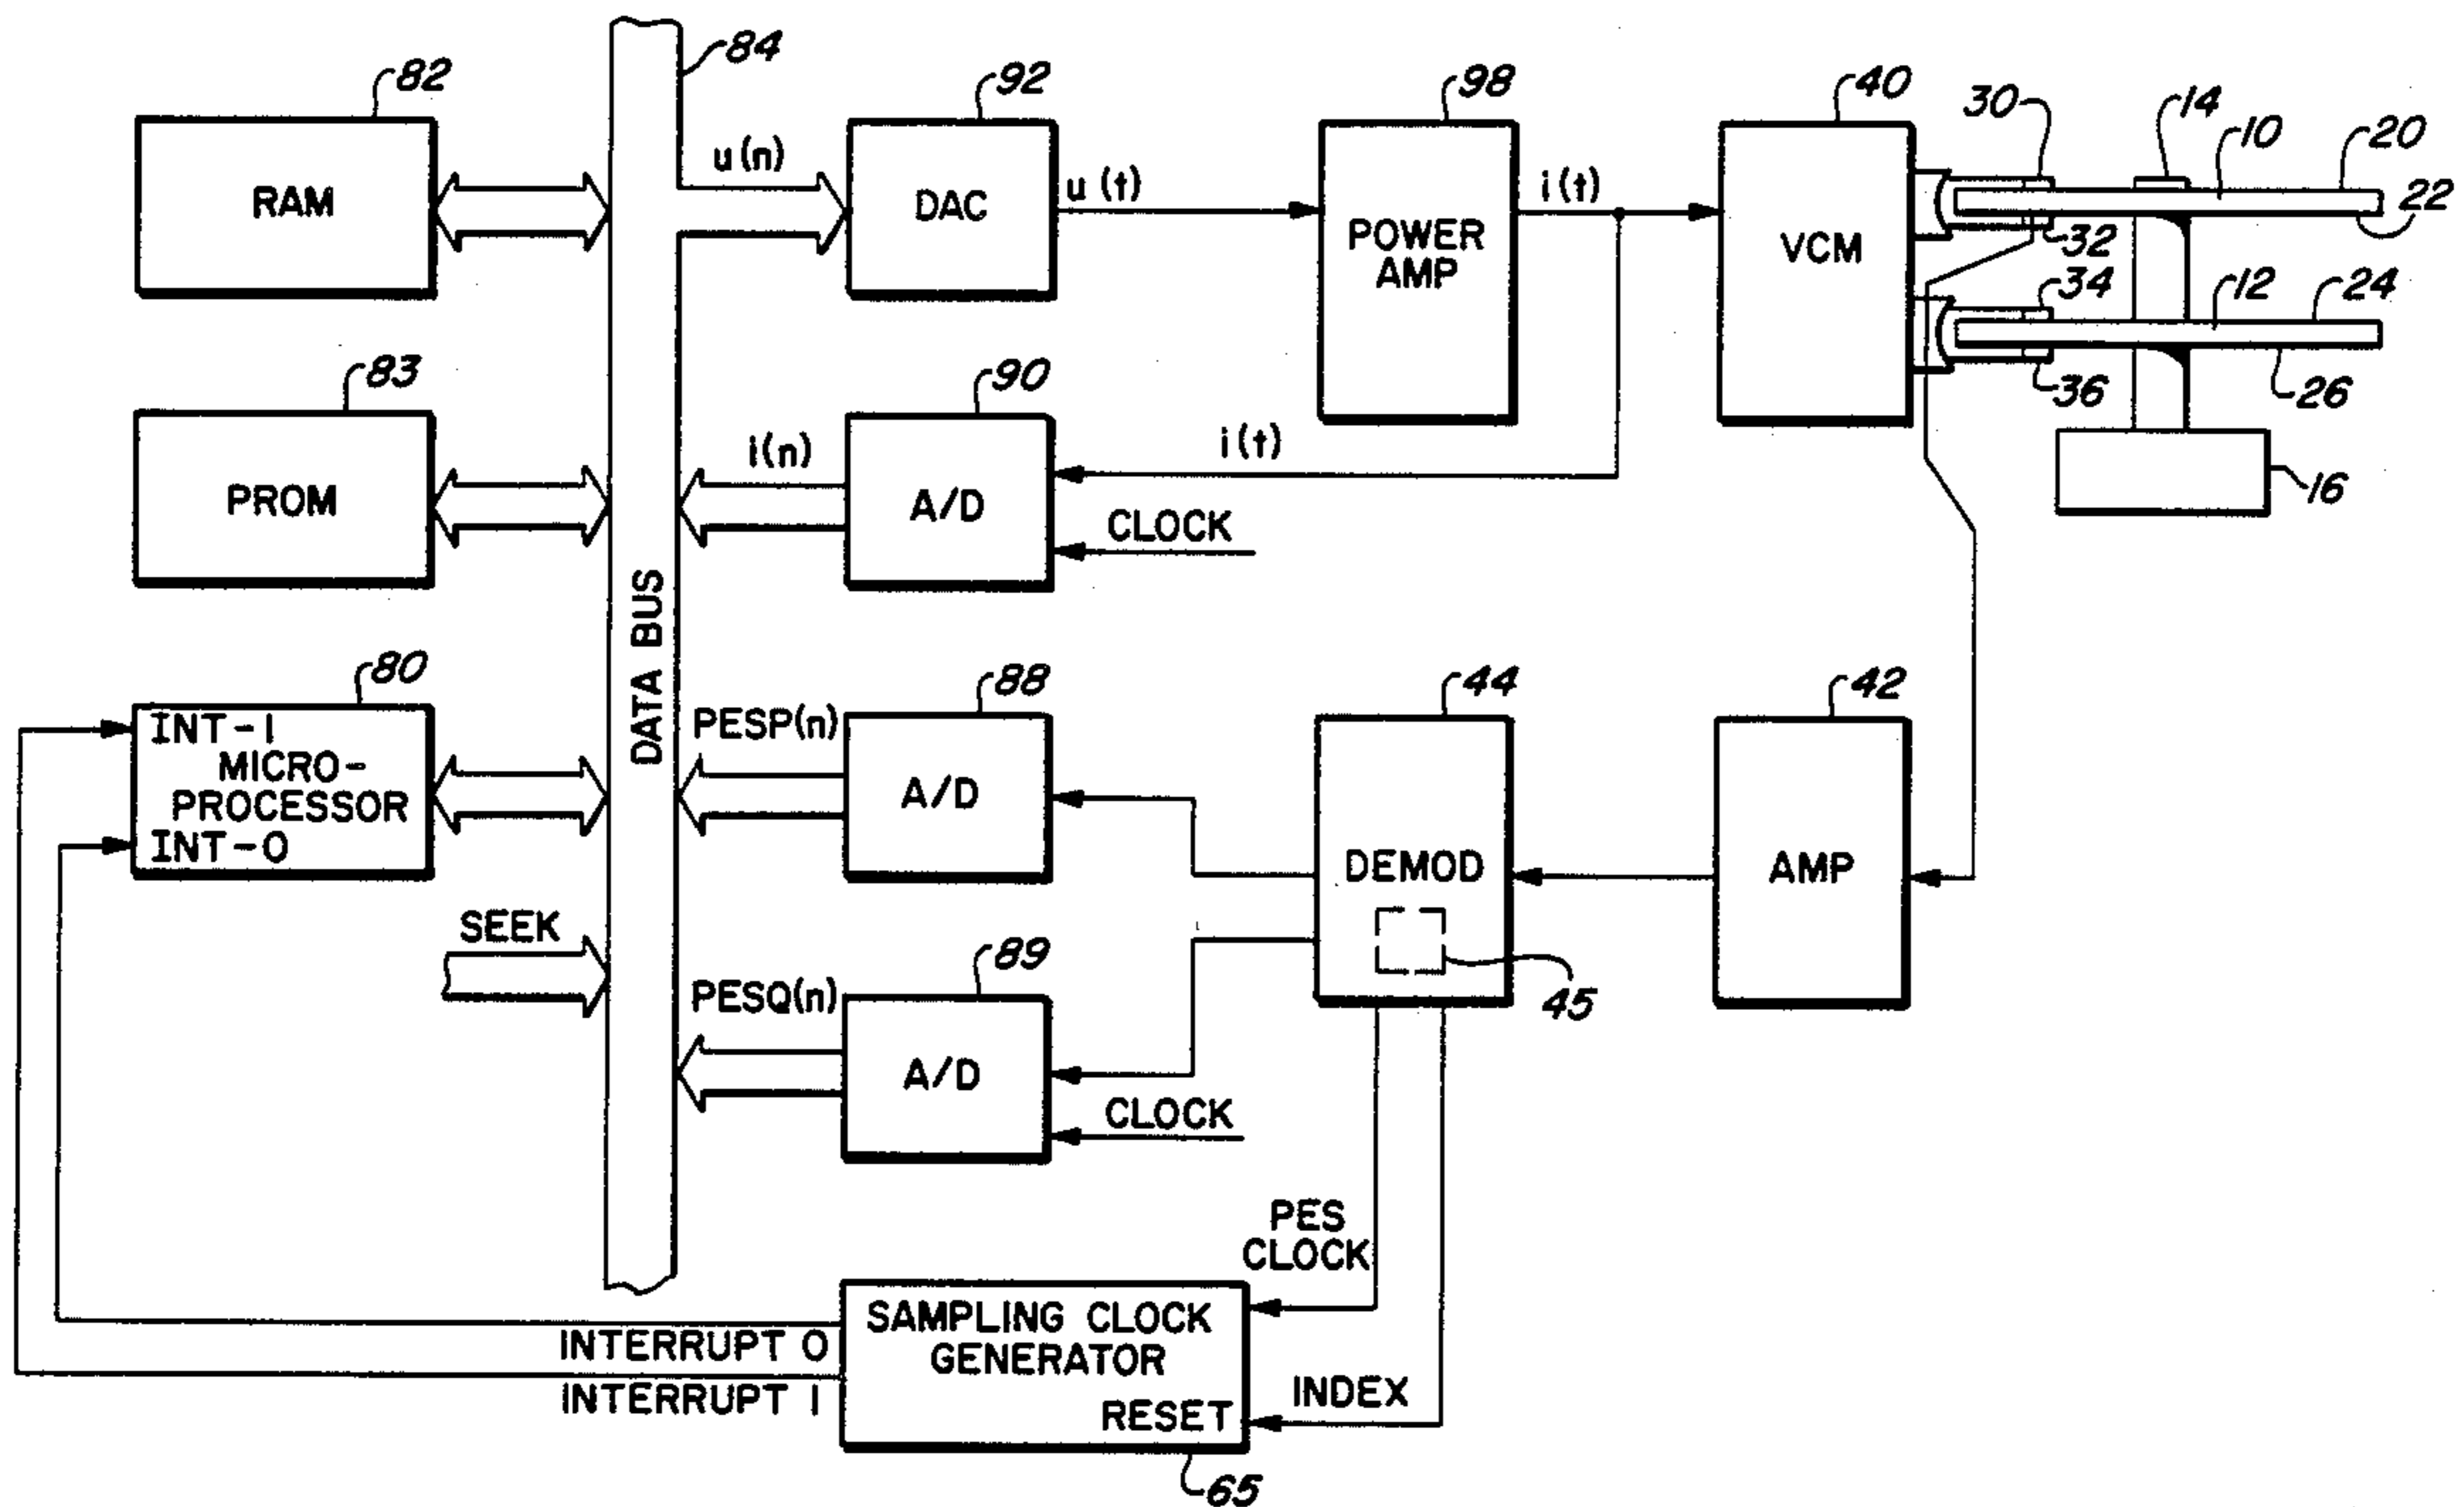 84
82
92
98
40
30
14
10
20
u(n)
u(t)
i(t)
22
RAM
DAC
POWER
AMP
VCM
32
34
12
24
83
90
36
26
i(n)
i(t)
16
PROM
A/D
CLOCK
DATA BUS
80
88
44
42
INT-1
MICRO-
PROCESSOR
INT-0
PESP(n)
A/D
DEMOD
AMP
SEEK
89
45
PESQ(n)
A/D
CLOCK
PES
CLOCK
SAMPLING CLOCK
GENERATOR
RESET
INTERRUPT 0
INTERRUPT 1
INDEX
65